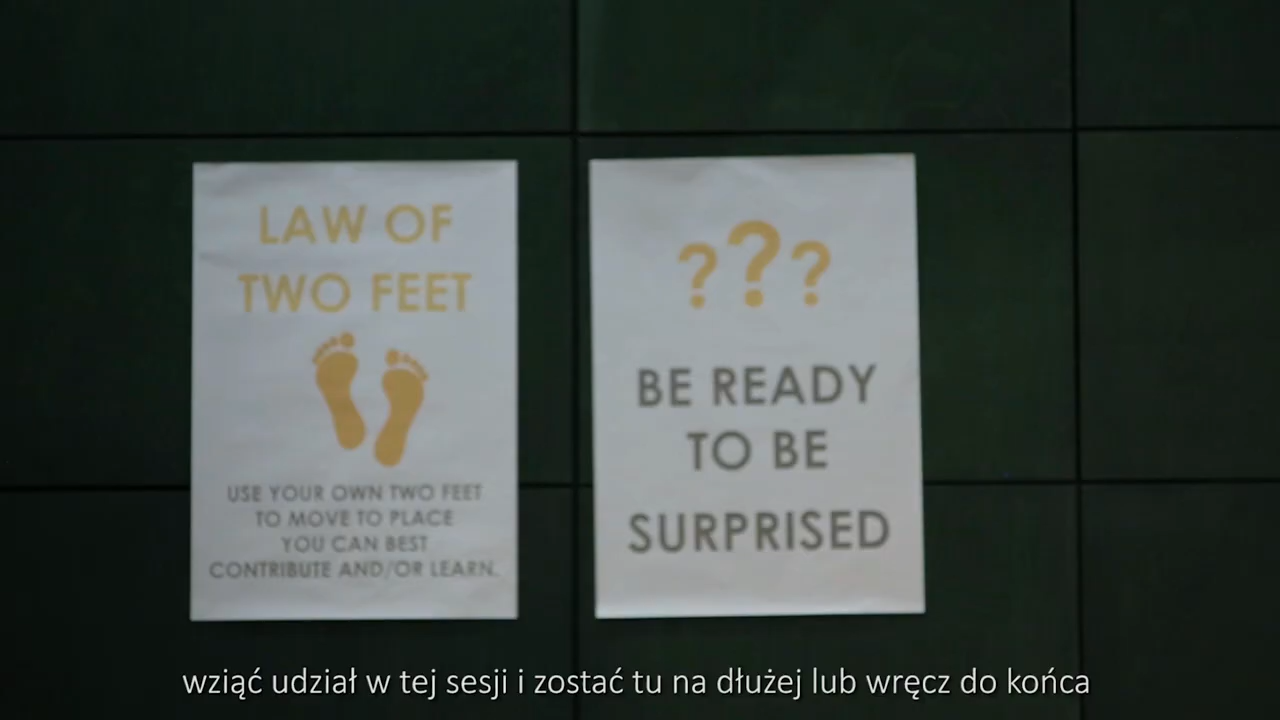 LAW OF
TWO FEET
USE YOUR OWN TWO FEET
TO MOVE TO PLACE
YOU CAN BEST
CONTRIBUTE AND/OR LEARN.
???
BE READY
TO BE
SURPRISED
wziąć udział w tej sesji i zostać tu na dłużej lub wręcz do końca